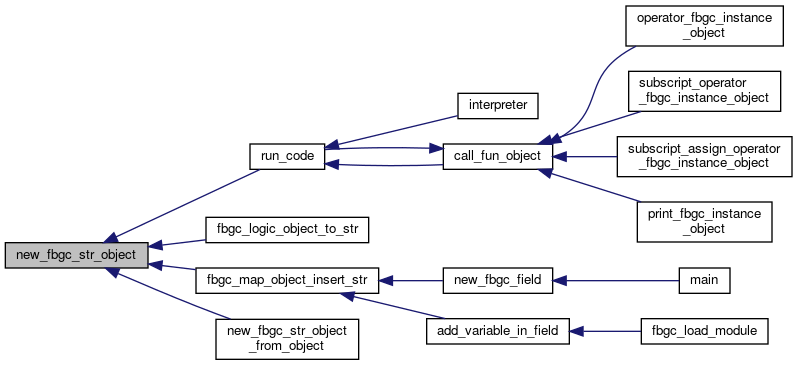 operator_fbgc_instance
_object
subscript_operator
_fbgc_instance_object
interpreter
run_code
call_fun_object
subscript_assign_operator
_fbgc_instance_object
print_fbgc_instance
_object
fbgc_logic_object_to_str
new_fbgc_str_object
fbgc_map_object_insert_str
new_fbgc_field
main
new_fbgc_str_object
_from_object
add_variable_in_field
fbgc_load_module